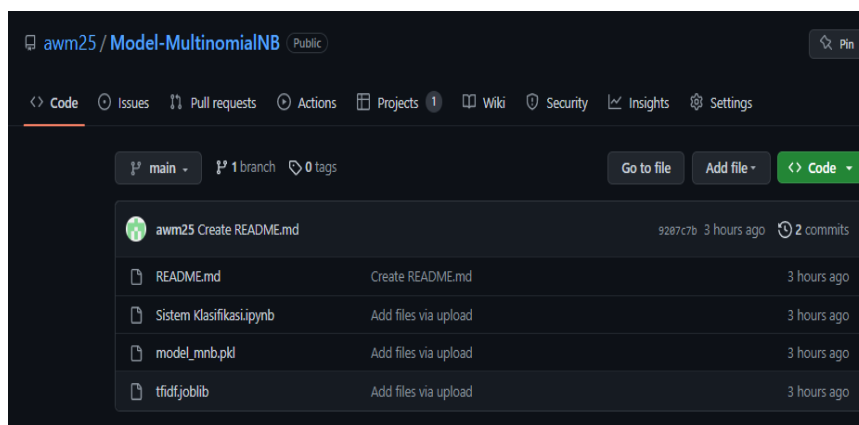 awm25 / Model-MultinomialNB Public Pin
Code Issues Pull requests Actions Projects 1 Wiki Security Insights Settings
main 1 branch 0 tags Go to file Add file Code
awm25 Create README.md 9207c7b 3 hours ago 2 commits
README.md Create README.md 3 hours ago
Sistem Klasifikasi.ipynb Add files via upload 3 hours ago
model_mnb.pkl Add files via upload 3 hours ago
tfidf.joblib Add files via upload 3 hours ago